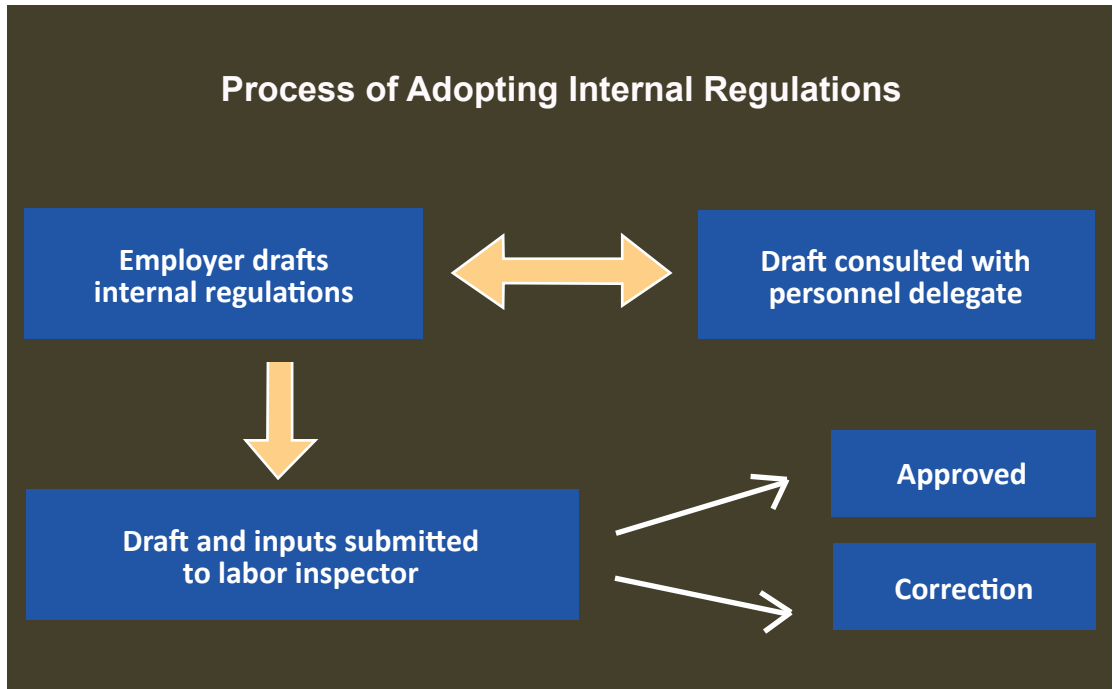 Process of Adopting Internal Regulations
Employer drafts
internal regulations
Draft consulted with
personnel delegate
Draft and inputs submitted
to labor inspector
Approved
Correction